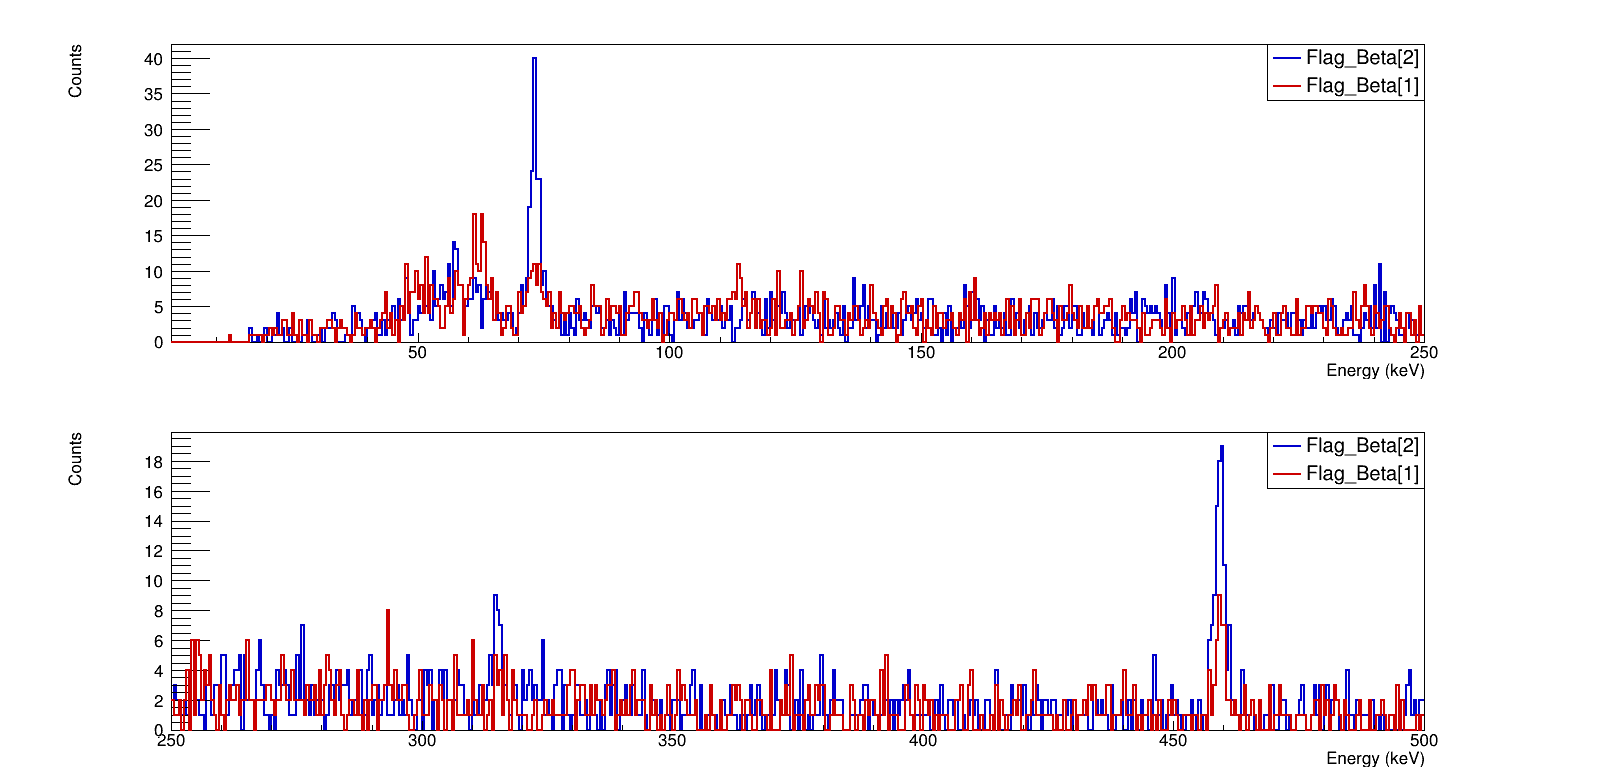 Counts
Flag_Beta[2]
Flag_Beta[1]
40
35
30
25
20
15
10
5
0
50 100 150 200 250
Energy (keV)
Counts
Flag_Beta[2]
Flag_Beta[1]
18
16
14
12
10
8
6
4
2
0
250 300 350 400 450 500
Energy (keV)